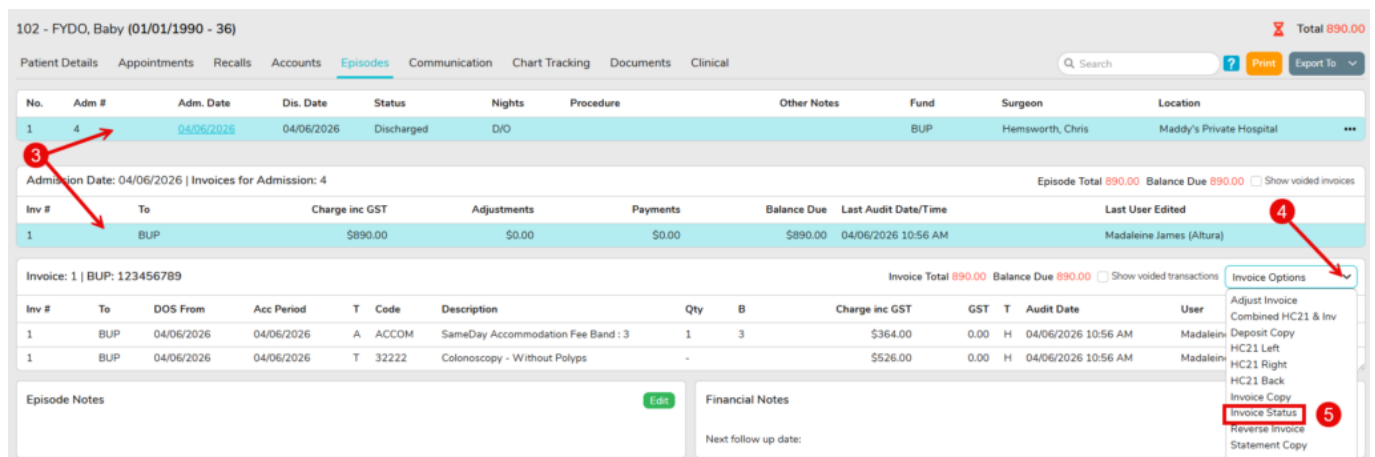 102 - FYDO, Baby (01/01/1990 - 36) Total 890.00
Patient Details Appointments Recalls Accounts Episodes Communication Chart Tracking Documents Clinical Search ? Print Export To
No. Adm # Adm. Date Dis. Date Status Nights Procedure Other Notes Fund Surgeon Location
1 4 04/06/2026 04/06/2026 Discharged D/O BUP Hemsworth, Chris Maddy's Private Hospital •••
3
Admission Date: 04/06/2026 | Invoices for Admission: 4 Episode Total 890.00 Balance Due 890.00 Show voided invoices
Inv # To Charge inc GST Adjustments Payments Balance Due Last Audit Date/Time Last User Edited
4
1 BUP $890.00 $0.00 $0.00 $890.00 04/06/2026 10:56 AM Madaleine James (Altura)
Invoice: 1 | BUP: 123456789 Invoice Total 890.00 Balance Due 890.00 Show voided transactions Invoice Options
Inv # To DOS From Acc Period T Code Description Qty B Charge inc GST GST T Audit Date User
1 BUP 04/06/2026 04/06/2026 A ACCOM SameDay Accommodation Fee Band : 3 1 3 $364.00 0.00 H 04/06/2026 10:56 AM
1 BUP 04/06/2026 04/06/2026 T 32222 Colonoscopy - Without Polyps - $526.00 0.00 H 04/06/2026 10:56 AM
Adjust Invoice
Combined HC21 & Inv
Deposit Copy
HC21 Left
HC21 Right
HC21 Back
Invoice Copy
Invoice Status 5
Reverse Invoice
Statement Copy
Episode Notes Edit Financial Notes
Next follow up date: